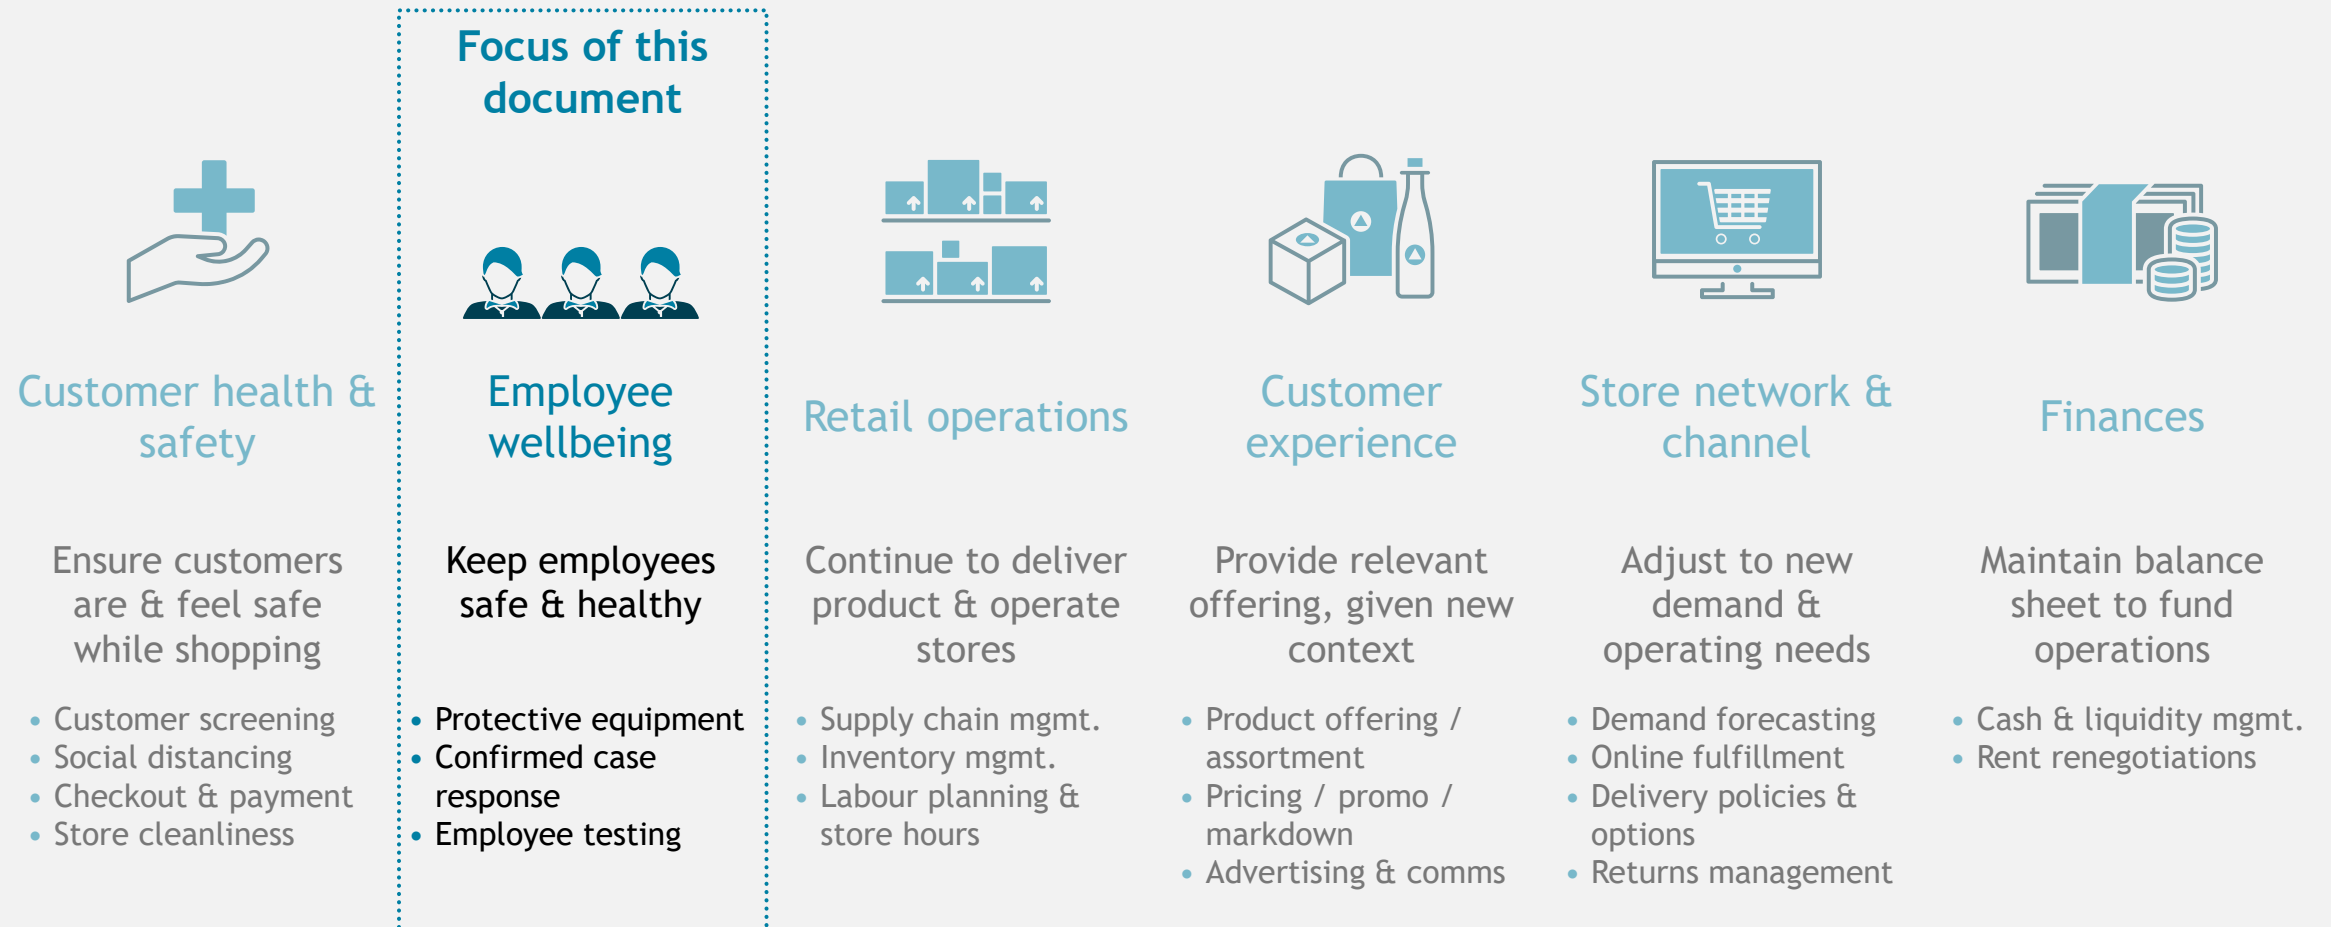 Focus of this
document
Customer health &
safety
Ensure customers
are & feel safe
while shopping
• Customer screening
• Social distancing
• Checkout & payment
• Store cleanliness
Employee
wellbeing
Keep employees
safe & healthy
• Protective equipment
• Confirmed case
response
• Employee testing
Retail operations
Continue to deliver
product & operate
stores
• Supply chain mgmt.
• Inventory mgmt.
• Labour planning &
store hours
Customer
experience
Provide relevant
offering, given new
context
• Product offering /
assortment
• Pricing / promo /
markdown
• Advertising & comms
Store network &
channel
Adjust to new
demand &
operating needs
• Demand forecasting
• Online fulfillment
• Delivery policies &
options
• Returns management
Finances
Maintain balance
sheet to fund
operations
• Cash & liquidity mgmt.
• Rent renegotiations